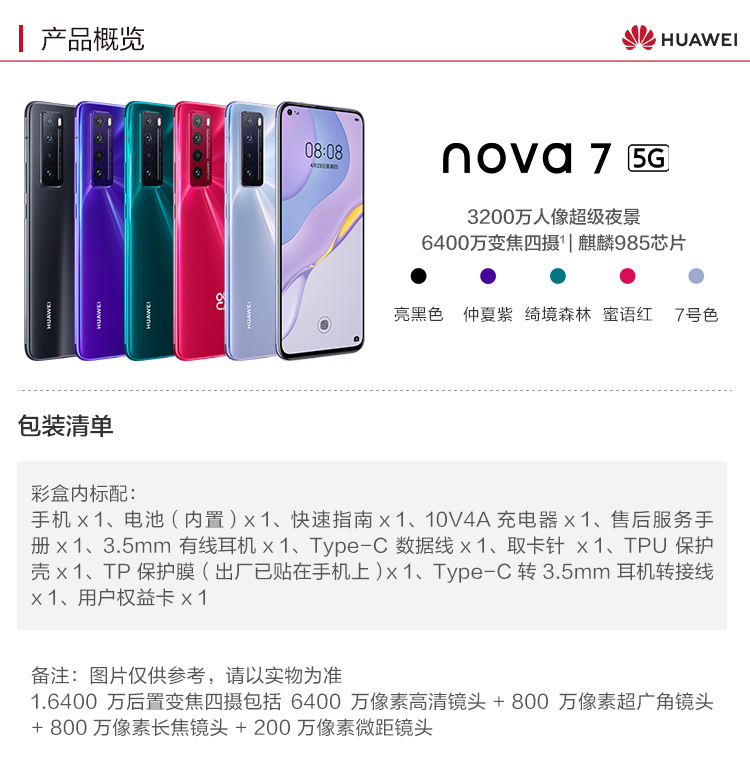 产品概览
HUAWEI
08:08
nova 7 5G
3200万人像超级夜景
6400万变焦四摄¹ | 麒麟985芯片
亮黑色 仲夏紫 绮境森林 蜜语红 7号色
HUAWEI
HUAWEI
HUAWEI
HUAWEI
包装清单
彩盒内标配：
手机 x 1、电池（内置）x 1、快速指南 x 1、10V4A 充电器 x 1、售后服务手
册 x 1、3.5mm 有线耳机 x 1、Type-C 数据线 x 1、取卡针 x 1、TPU 保护
壳 x 1、TP 保护膜（出厂已贴在手机上）x 1、Type-C 转 3.5mm 耳机转接线
x 1、用户权益卡 x 1
备注：图片仅供参考，请以实物为准
1.6400 万后置变焦四摄包括 6400 万像素高清镜头 + 800 万像素超广角镜头
+ 800 万像素长焦镜头 + 200 万像素微距镜头